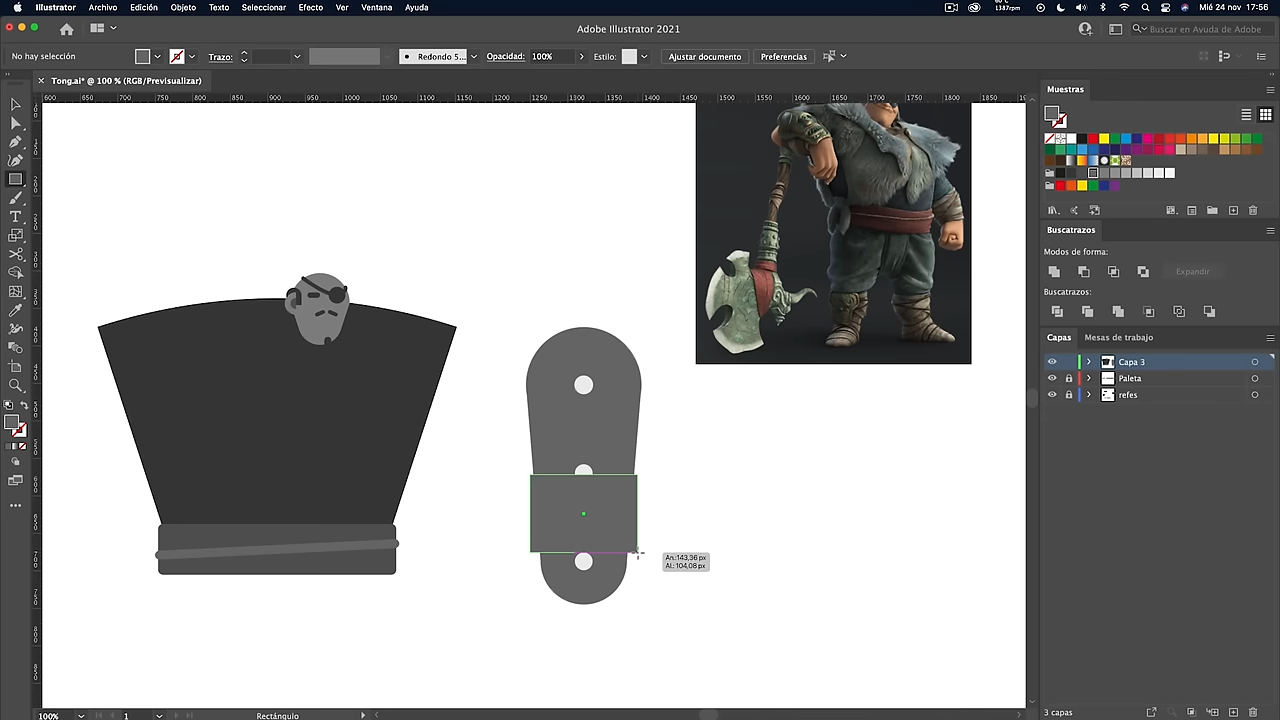 Illustrator Archivo Edición Objeto Texto Seleccionar Efecto Ver Ventana Ayuda
1387rpm
Mié 24 nov 17:56
Adobe Illustrator 2021
Buscar en Ayuda de Adobe
No hay selección
Trazo:
Redondo 5...
Opacidad: 100%
Estilo:
Ajustar documento
Preferencias
Tong.ai* @ 100 % (RGB/Previsualizar)
600 650 700 750 800 850 900 950 1000 1050 1100 1150 1200 1250 1300 1350 1400 1450 1500 1550 1600 1650 1700 1750 1800 1850 1900
Muestras
Buscatrazos
Modos de forma:
Expandir
Buscatrazos:
Capas Mesas de trabajo
Capa 3
Paleta
refes
An.:143,36 px
Al.: 104,08 px
100%
1
Rectángulo
3 capas